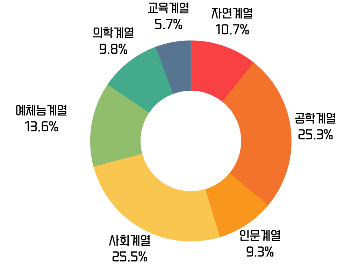 교육계열
5.7%
자연계열
10.7%
의학계열
9.8%
공학계열
25.3%
예체능계열
13.6%
인문계열
9.3%
사회계열
25.5%